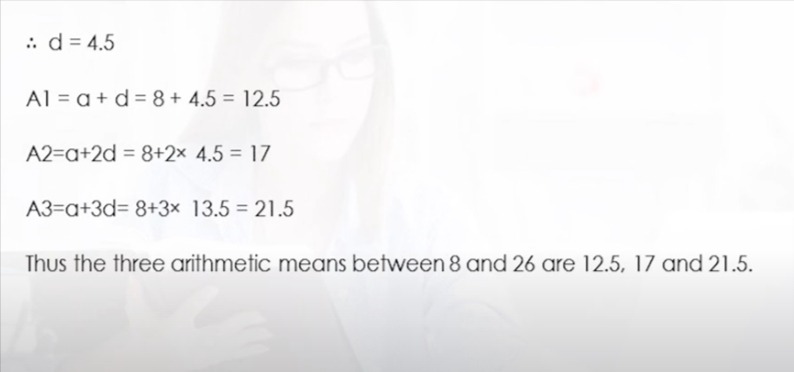 ∴ d = 4.5
A1 = a + d = 8 + 4.5 = 12.5
A2=a+2d = 8+2× 4.5 = 17
A3=a+3d= 8+3× 13.5 = 21.5
Thus the three arithmetic means between 8 and 26 are 12.5, 17 and 21.5.